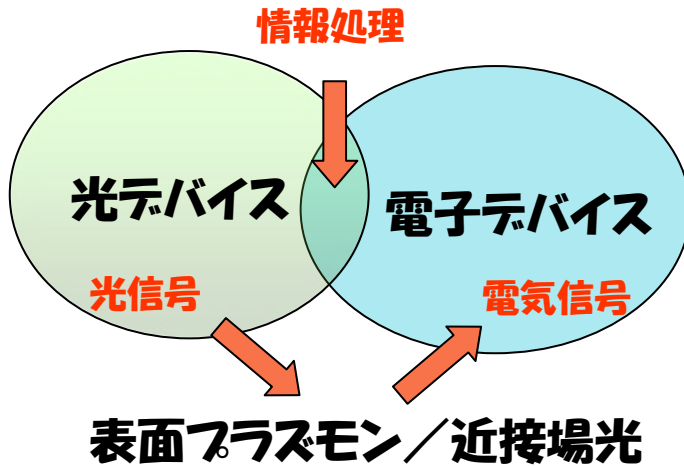 情報処理
光デバイス
電子デバイス
光信号
電気信号
表面プラズモン／近接場光